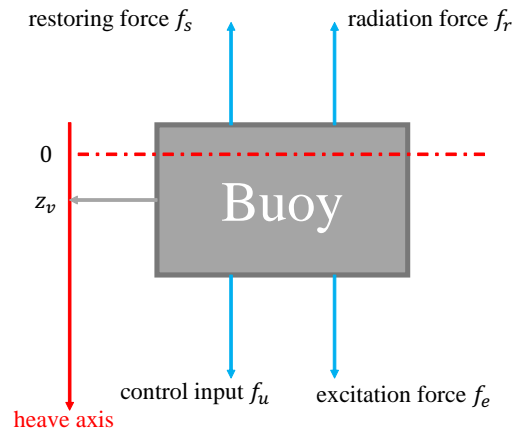 restoring force f_s
radiation force f_r
0
z_v
Buoy
control input f_u
excitation force f_e
heave axis